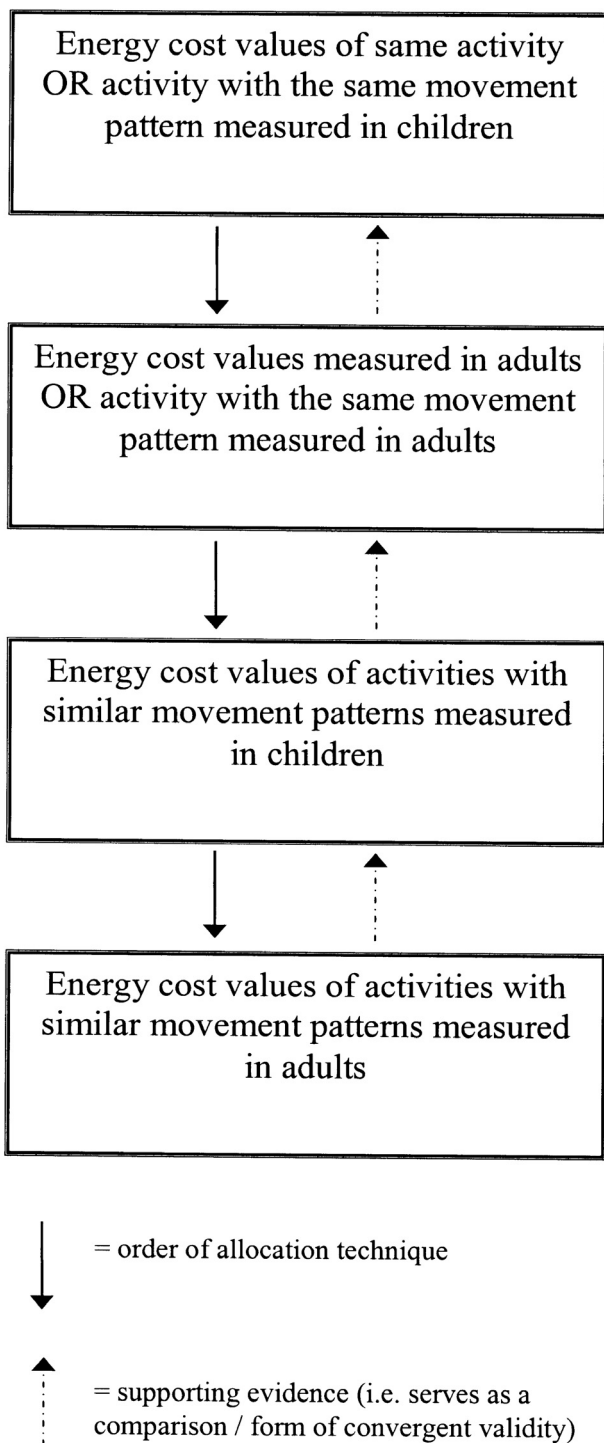 Energy cost values of same activity
OR activity with the same movement
pattern measured in children
Energy cost values measured in adults
OR activity with the same movement
pattern measured in adults
Energy cost values of activities with
similar movement patterns measured
in children
Energy cost values of activities with
similar movement patterns measured
in adults
= order of allocation technique
= supporting evidence (i.e. serves as a
comparison / form of convergent validity)